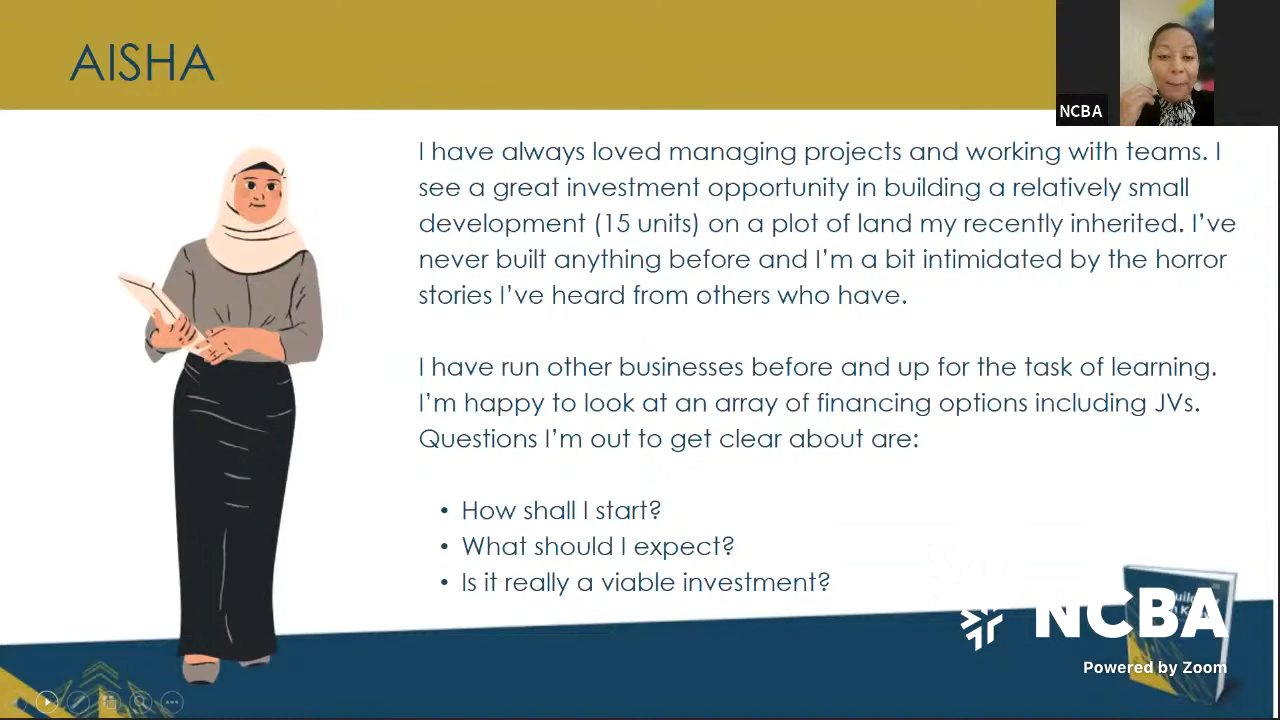 AISHA
NCBA
I have always loved managing projects and working with teams. I
see a great investment opportunity in building a relatively small
development (15 units) on a plot of land my recently inherited. I've
never built anything before and I'm a bit intimidated by the horror
stories I've heard from others who have.
I have run other businesses before and up for the task of learning.
I'm happy to look at an array of financing options including JVs.
Questions I'm out to get clear about are:
• How shall I start?
• What should I expect?
• Is it really a viable investment?
NCBA
Powered by Zoom